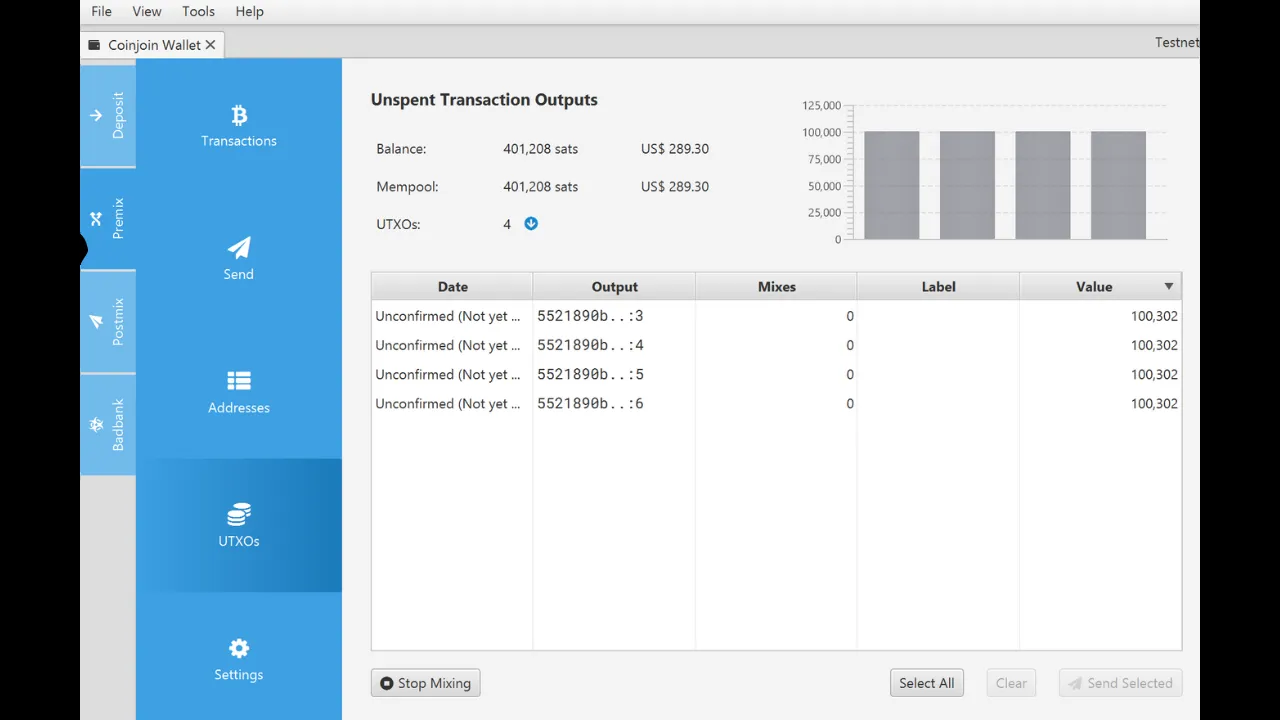 File View Tools Help
Coinjoin Wallet
Testnet
Deposit
Premix
Postmix
Badbank
Transactions
Send
Addresses
UTXOs
Settings
Unspent Transaction Outputs
Balance: 401,208 sats US$ 289.30
Mempool: 401,208 sats US$ 289.30
UTXOs: 4
125,000
100,000
75,000
50,000
25,000
0
Date Output Mixes Label Value
Unconfirmed (Not yet ... 5521890b..:3 0 100,302
Unconfirmed (Not yet ... 5521890b..:4 0 100,302
Unconfirmed (Not yet ... 5521890b..:5 0 100,302
Unconfirmed (Not yet ... 5521890b..:6 0 100,302
Stop Mixing Select All Clear Send Selected